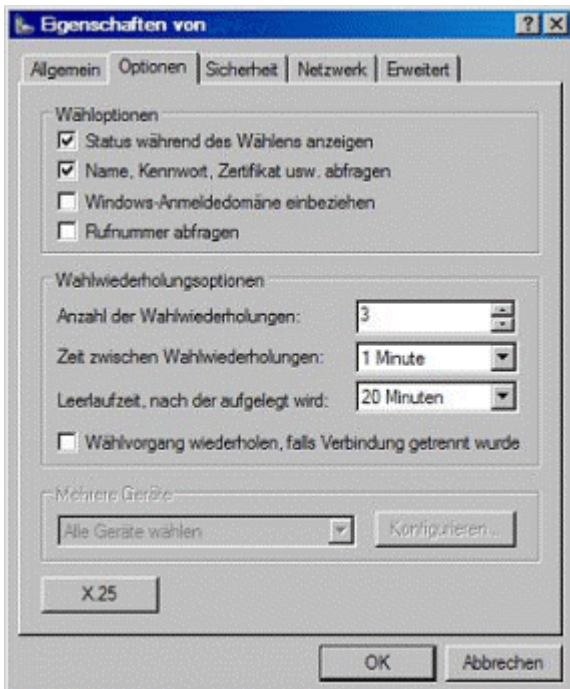 Eigenschaften von
Allgemein Optionen Sicherheit Netzwerk Erweitert
Wähloptionen
Status während des Wählens anzeigen
Name, Kennwort, Zertifikat usw. abfragen
Windows-Anmeldedomäne einbeziehen
Rufnummer abfragen
Wahlwiederholungsoptionen
Anzahl der Wahlwiederholungen: 3
Zeit zwischen Wahlwiederholungen: 1 Minute
Leerlaufzeit, nach der aufgelegt wird: 20 Minuten
Wählvorgang wiederholen, falls Verbindung getrennt wurde
Mehrere Geräte
Alle Geräte wählen Konfigurieren...
X.25
OK Abbrechen